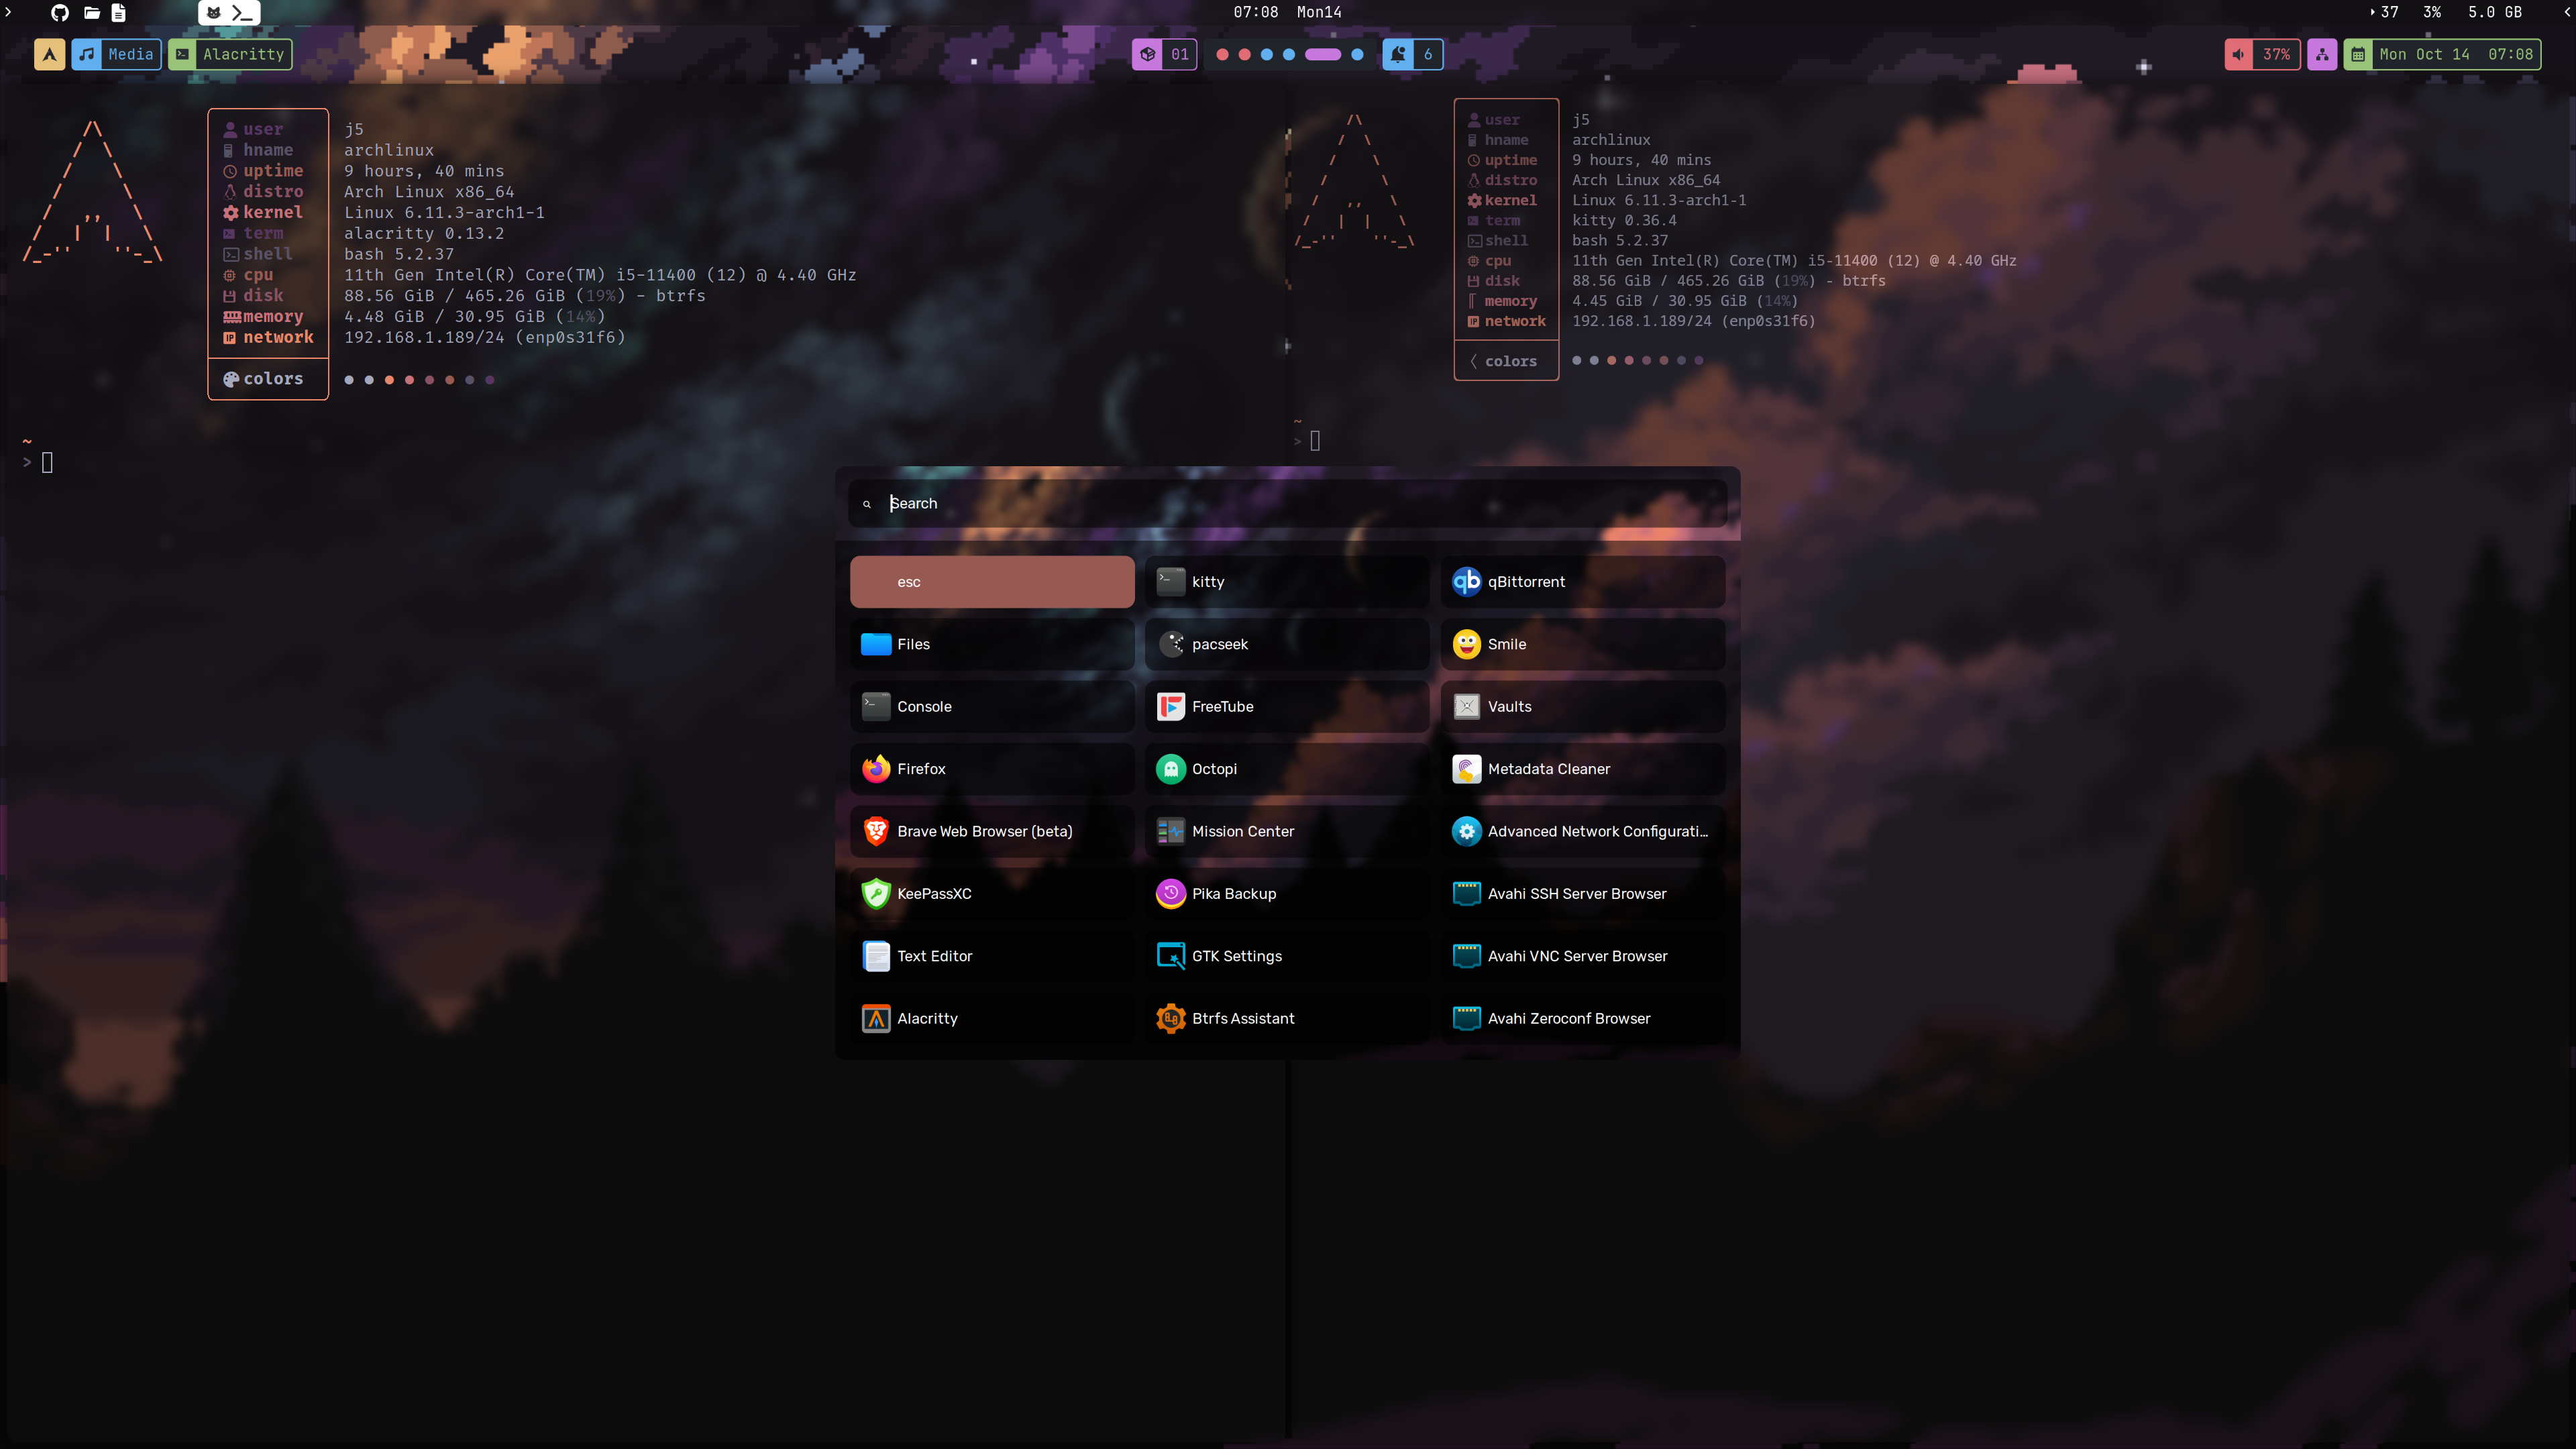 07:08 Mon14
37 3% 5.0 GB
Media
Alacritty
01
6
37%
Mon Oct 14 07:08
user j5
hname archlinux
uptime 9 hours, 40 mins
distro Arch Linux x86_64
kernel Linux 6.11.3-arch1-1
term alacritty 0.13.2
shell bash 5.2.37
cpu 11th Gen Intel(R) Core(TM) i5-11400 (12) @ 4.40 GHz
disk 88.56 GiB / 465.26 GiB (19%) - btrfs
memory 4.48 GiB / 30.95 GiB (14%)
network 192.168.1.189/24 (enp0s31f6)
colors
~
>
user j5
hname archlinux
uptime 9 hours, 40 mins
distro Arch Linux x86_64
kernel Linux 6.11.3-arch1-1
term kitty 0.36.4
shell bash 5.2.37
cpu 11th Gen Intel(R) Core(TM) i5-11400 (12) @ 4.40 GHz
disk 88.56 GiB / 465.26 GiB (19%) - btrfs
memory 4.45 GiB / 30.95 GiB (14%)
network 192.168.1.189/24 (enp0s31f6)
colors
~
>
Search
esc
kitty
qBittorrent
Files
pacseek
Smile
Console
FreeTube
Vaults
Firefox
Octopi
Metadata Cleaner
Brave Web Browser (beta)
Mission Center
Advanced Network Configurati...
KeePassXC
Pika Backup
Avahi SSH Server Browser
Text Editor
GTK Settings
Avahi VNC Server Browser
Alacritty
Btrfs Assistant
Avahi Zeroconf Browser